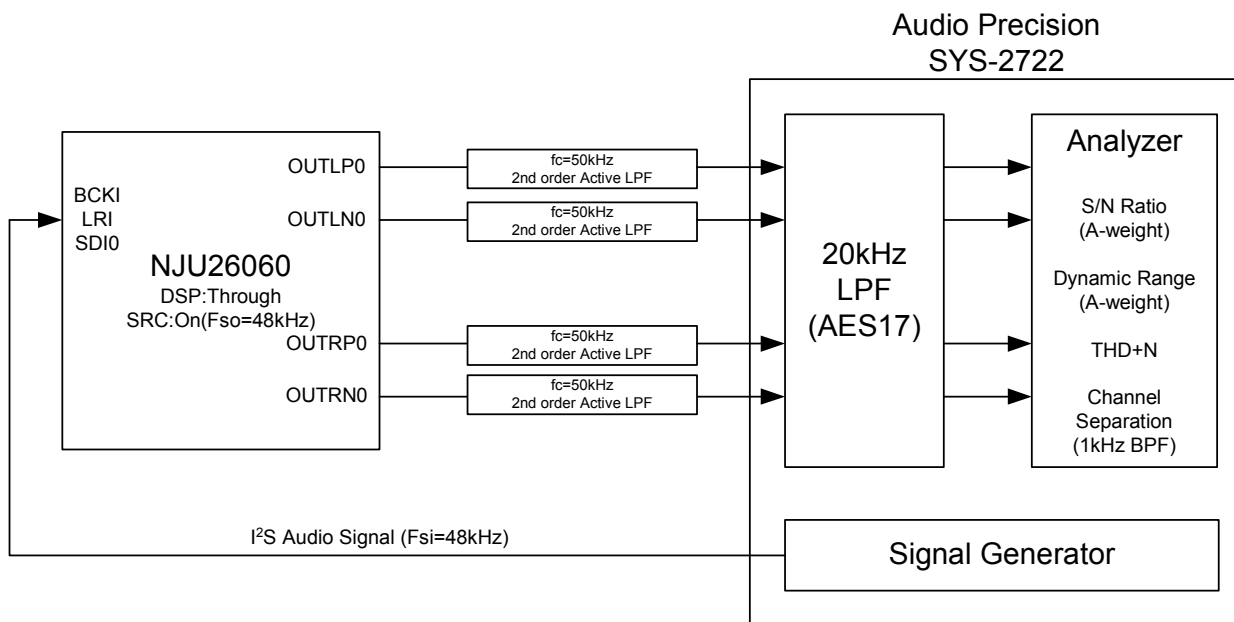 Audio Precision
SYS-2722
BCKI
LRI
SDI0
NJU26060
DSP:Through
SRC:On(Fso=48kHz)
OUTLP0
OUTLN0
OUTRP0
OUTRN0
fc=50kHz
2nd order Active LPF
fc=50kHz
2nd order Active LPF
fc=50kHz
2nd order Active LPF
fc=50kHz
2nd order Active LPF
20kHz
LPF
(AES17)
Analyzer
S/N Ratio
(A-weight)
Dynamic Range
(A-weight)
THD+N
Channel
Separation
(1kHz BPF)
I²S Audio Signal (Fsi=48kHz)
Signal Generator